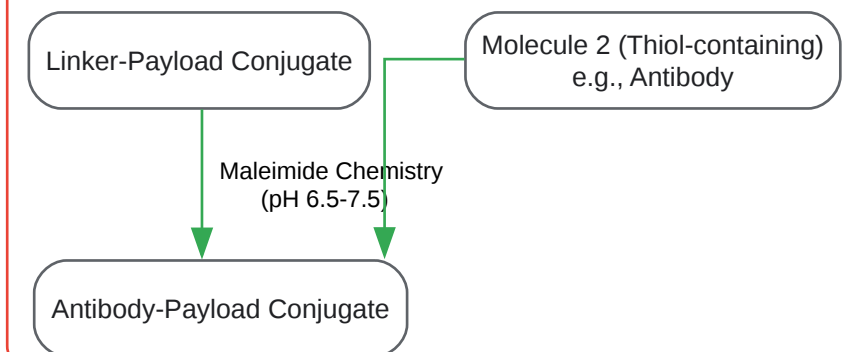 Linker-Payload Conjugate
Molecule 2 (Thiol-containing)
e.g., Antibody
Maleimide Chemistry
(pH 6.5-7.5)
Antibody-Payload Conjugate